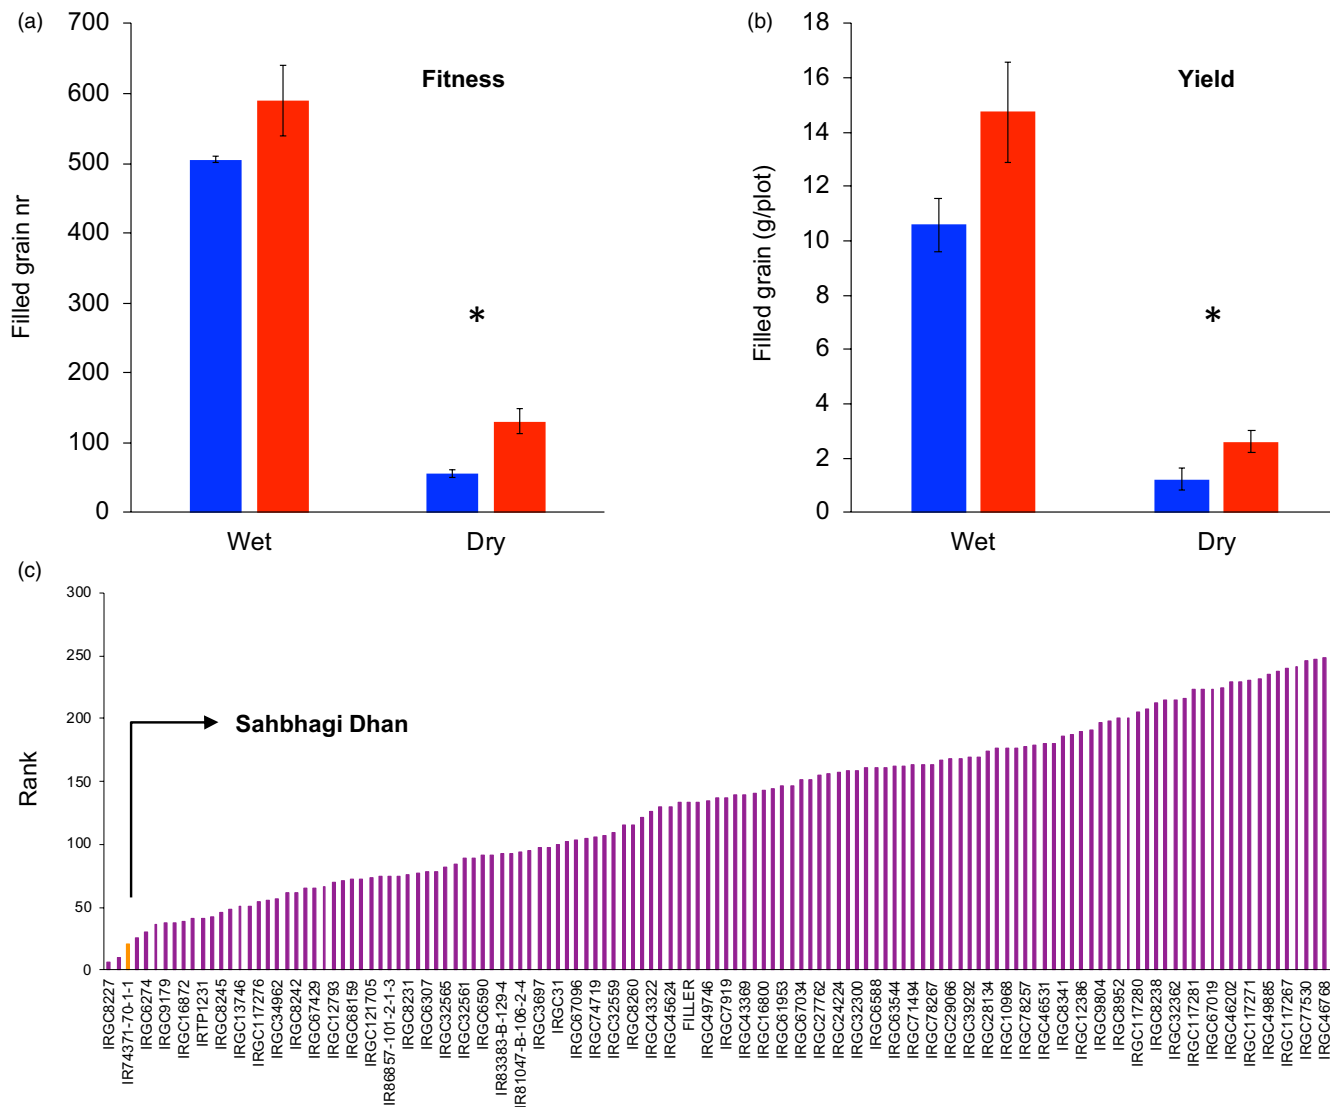 (a)
700
600
500
400
300
200
100
0
Filled grain nr
Fitness
*
Wet
Dry
(b)
18
16
14
12
10
8
6
4
2
0
Filled grain (g/plot)
Yield
*
Wet
Dry
(c)
300
250
200
150
100
50
0
Rank
Sahbhagi Dhan
IRGC8227
IR74371-70-1-1
IRGC6274
IRGC9179
IRGC16872
IRTP1231
IRGC8245
IRGC13746
IRGC117276
IRGC34962
IRGC8242
IRGC67429
IRGC12793
IRGC68159
IRGC121705
IR86857-101-2-1-3
IRGC8231
IRGC6307
IRGC32565
IRGC32561
IRGC6590
IR83383-B-129-4
IR81047-B-106-2-4
IRGC3697
IRGC31
IRGC67096
IRGC74719
IRGC32559
IRGC8260
IRGC43322
IRGC45624
FILLER
IRGC49746
IRGC7919
IRGC43369
IRGC16800
IRGC61953
IRGC67034
IRGC27762
IRGC24224
IRGC32300
IRGC6588
IRGC63544
IRGC71494
IRGC78267
IRGC29066
IRGC39292
IRGC28134
IRGC10968
IRGC78257
IRGC46531
IRGC8341
IRGC12386
IRGC9804
IRGC8952
IRGC117280
IRGC8238
IRGC32362
IRGC117281
IRGC67019
IRGC46202
IRGC117271
IRGC49885
IRGC117267
IRGC77530
IRGC46768